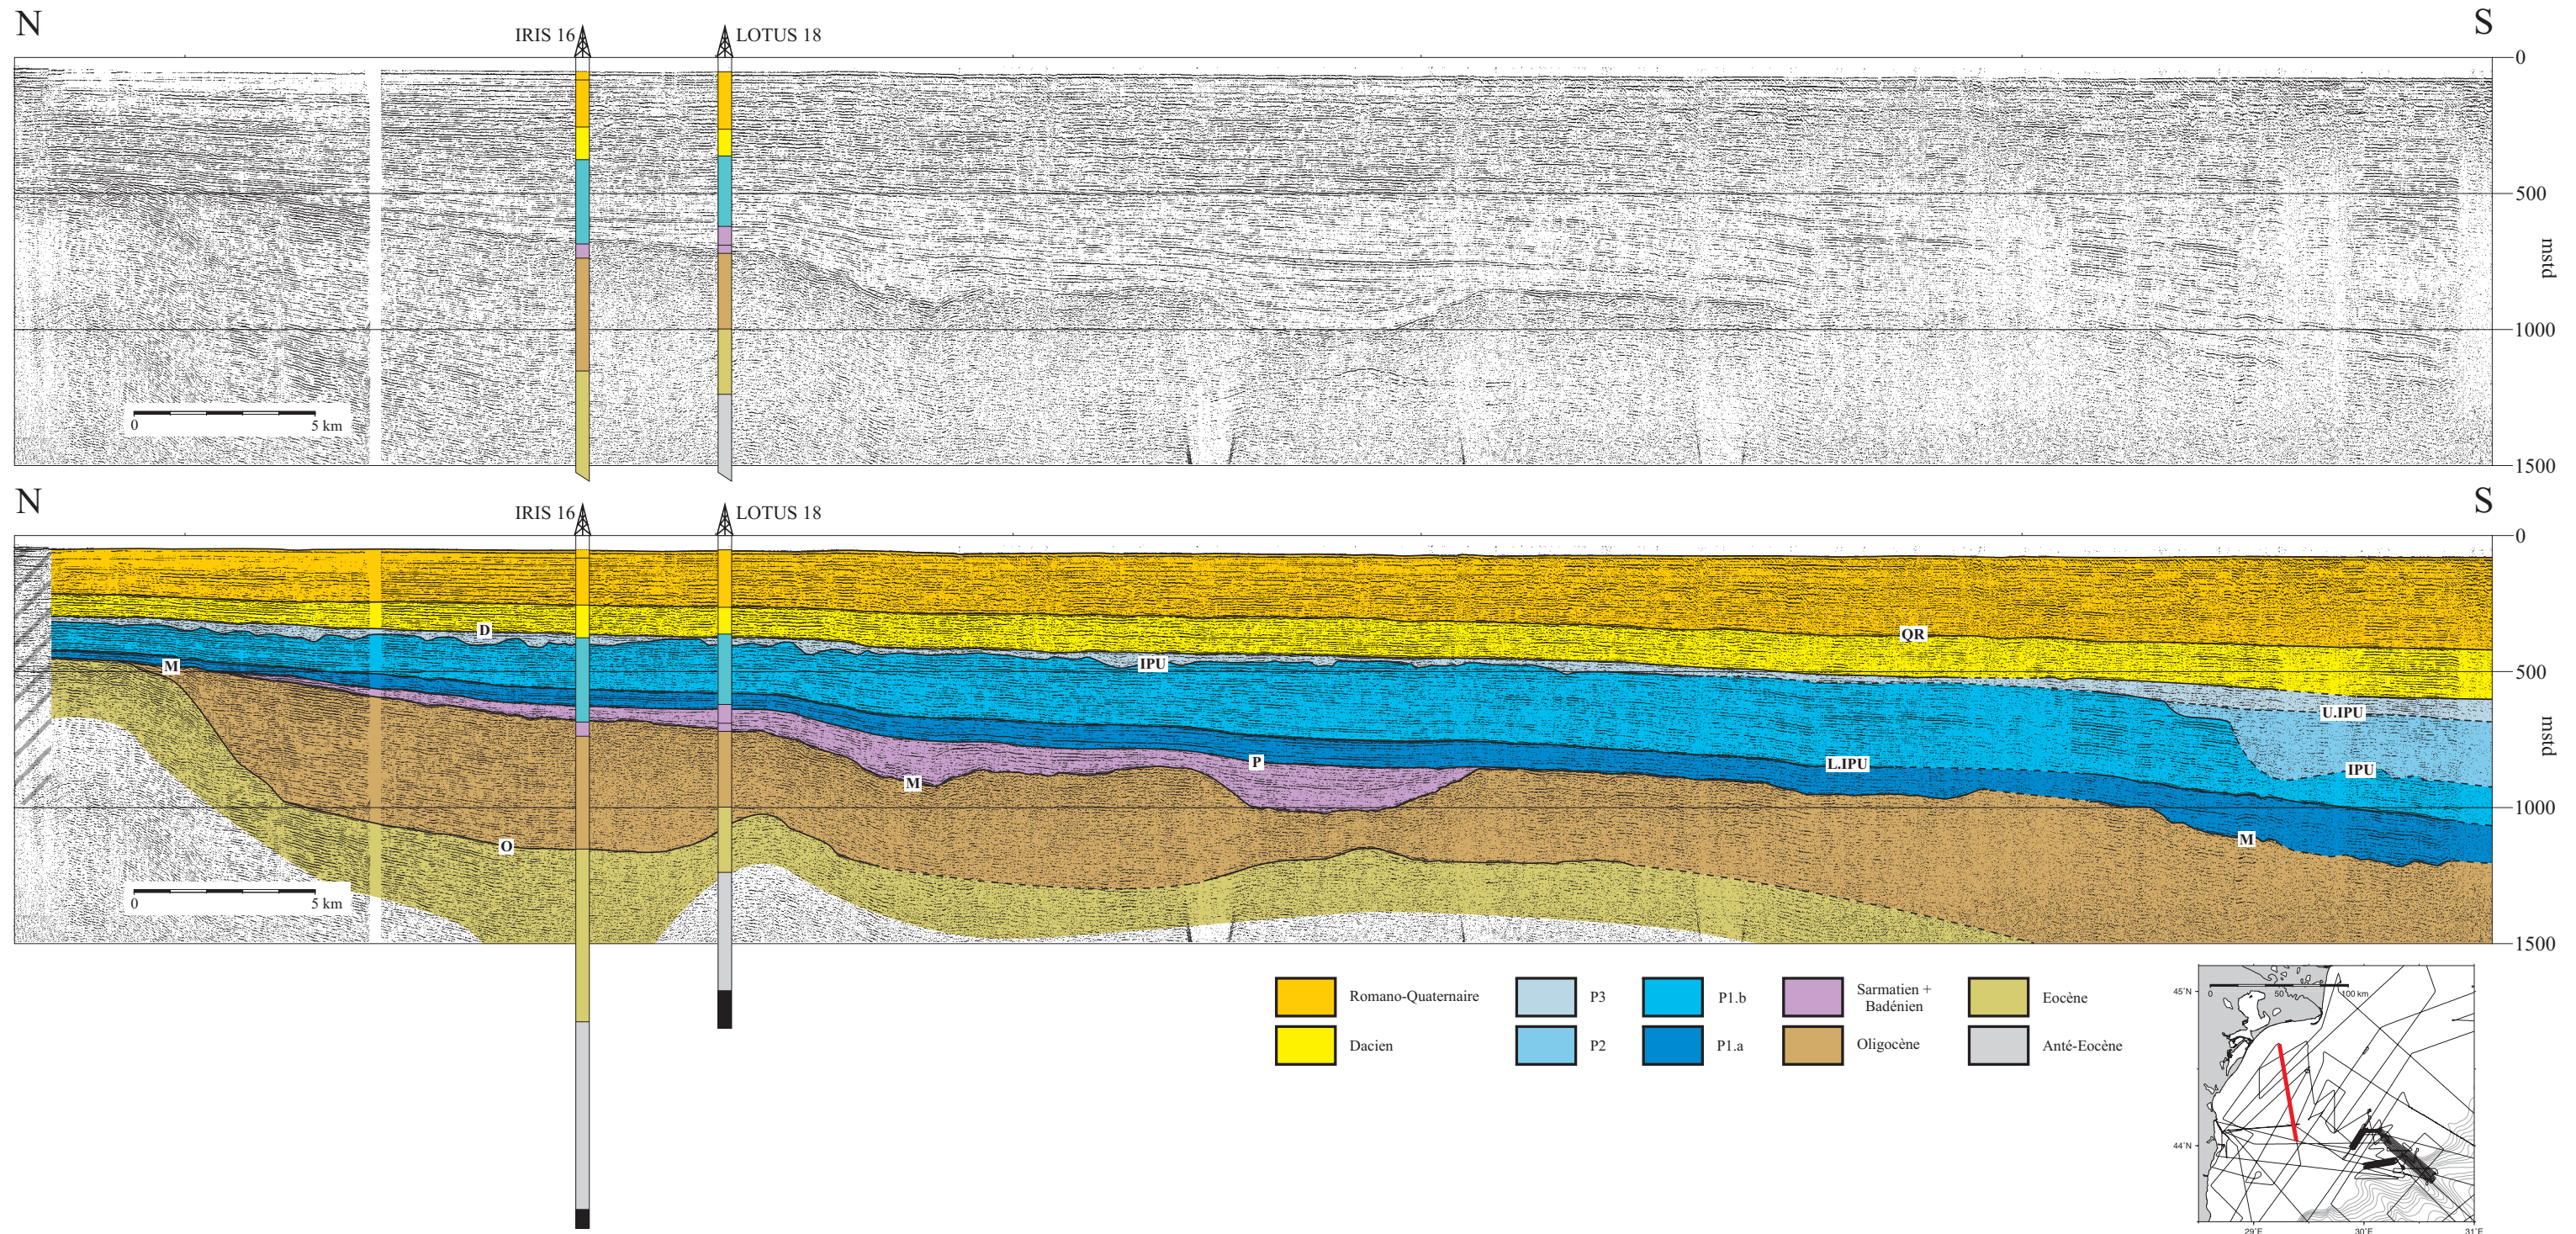 N
S
IRIS 16
LOTUS 18
0
500
mstd
1000
1500
0
5 km
N
S
IRIS 16
LOTUS 18
0
D
QR
M
IPU
500
U.IPU
mstd
P
L.IPU
IPU
M
1000
M
O
0
5 km
1500
Romano-Quaternaire
P3
P1.b
Sarmatien +
Badénien
Eocène
Dacien
P2
P1.a
Oligocène
Anté-Eocène
45°N
0
50
100 km
44°N
29°E
30°E
31°E